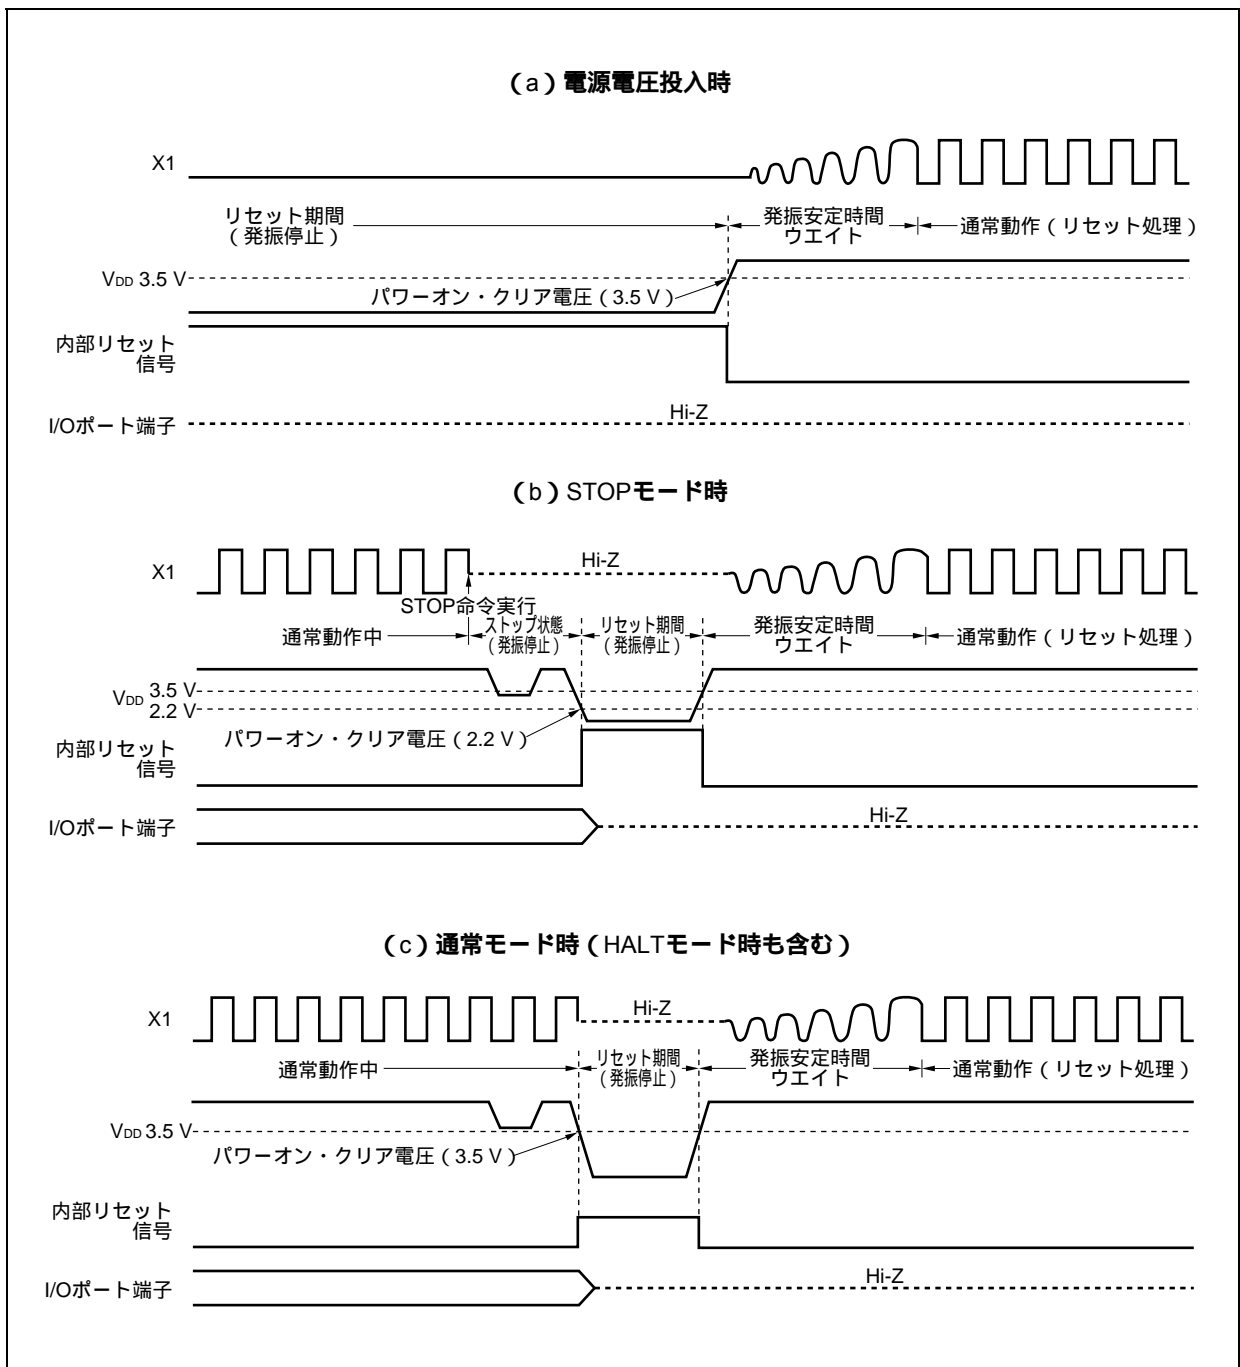 (a)電源電圧投入時
X1
リセット期間
(発振停止)
発振安定時間
ウエイト
通常動作(リセット処理)
VDD 3.5 V
パワーオン・クリア電圧(3.5 V)
内部リセット
信号
I/Oポート端子
Hi-Z
(b)STOPモード時
X1
Hi-Z
STOP命令実行
通常動作中
ストップ状態
(発振停止)
リセット期間
(発振停止)
発振安定時間
ウエイト
通常動作(リセット処理)
VDD 3.5 V
2.2 V
パワーオン・クリア電圧(2.2 V)
内部リセット
信号
I/Oポート端子
Hi-Z
(c)通常モード時(HALTモード時も含む)
X1
Hi-Z
通常動作中
リセット期間
(発振停止)
発振安定時間
ウエイト
通常動作(リセット処理)
VDD 3.5 V
パワーオン・クリア電圧(3.5 V)
内部リセット
信号
I/Oポート端子
Hi-Z